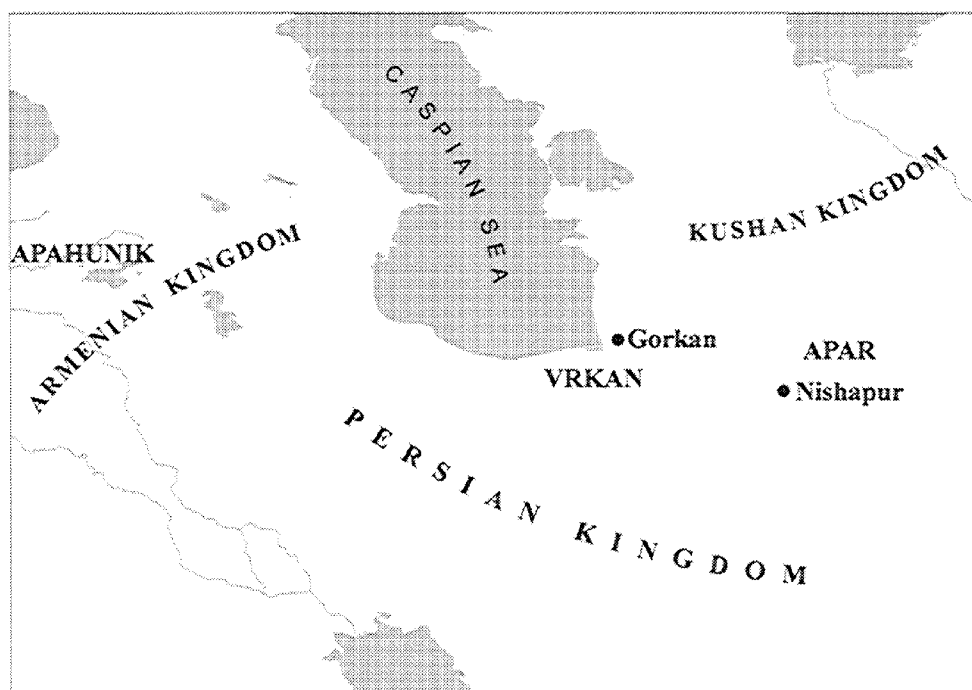 CASPIAN SEA
KUSHAN KINGDOM
APAHUNIK
ARMENIAN KINGDOM
Gorkan
VRKAN
APAR
Nishapur
PERSIAN KINGDOM